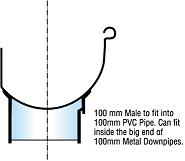 100 mm Male to fit into
100mm PVC Pipe. Can fit
inside the big end of
100mm Metal Downpipes.